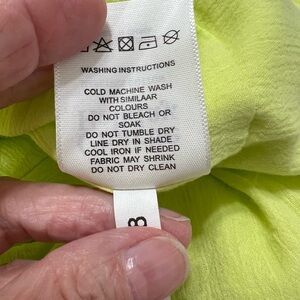 WASHING INSTRUCTIONS
COLD MACHINE WASH
WITH SIMILAAR
COLOURS
DO NOT BLEACH OR
SOAK
DO NOT TUMBLE DRY
LINE DRY IN SHADE
COOL IRON IF NEEDED
FABRIC MAY SHRINK
DO NOT DRY CLEAN
8